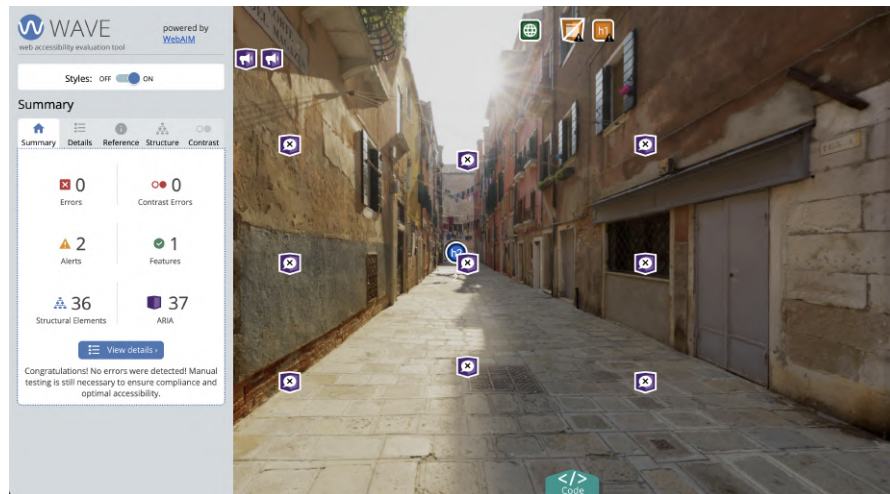 WAVE
web accessibility evaluation tool
powered by
WebAIM
Styles: OFF ON
Summary
Summary Details Reference Structure Contrast
0
Errors
0
Contrast Errors
2
Alerts
1
Features
36
Structural Elements
37
ARIA
View details ›
Congratulations! No errors were detected! Manual
testing is still necessary to ensure compliance and
optimal accessibility.
h1
h2
</>
Code